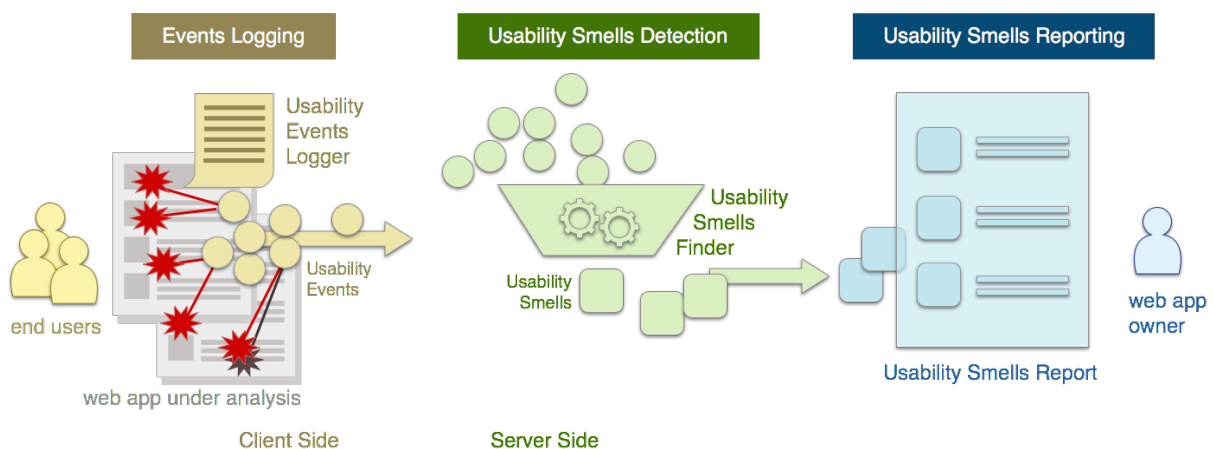 Events Logging
Usability Smells Detection
Usability Smells Reporting
Usability
Events
Logger
Usability
Smells
Finder
Usability
Events
Usability
Smells
end users
web app
owner
Usability Smells Report
web app under analysis
Client Side
Server Side